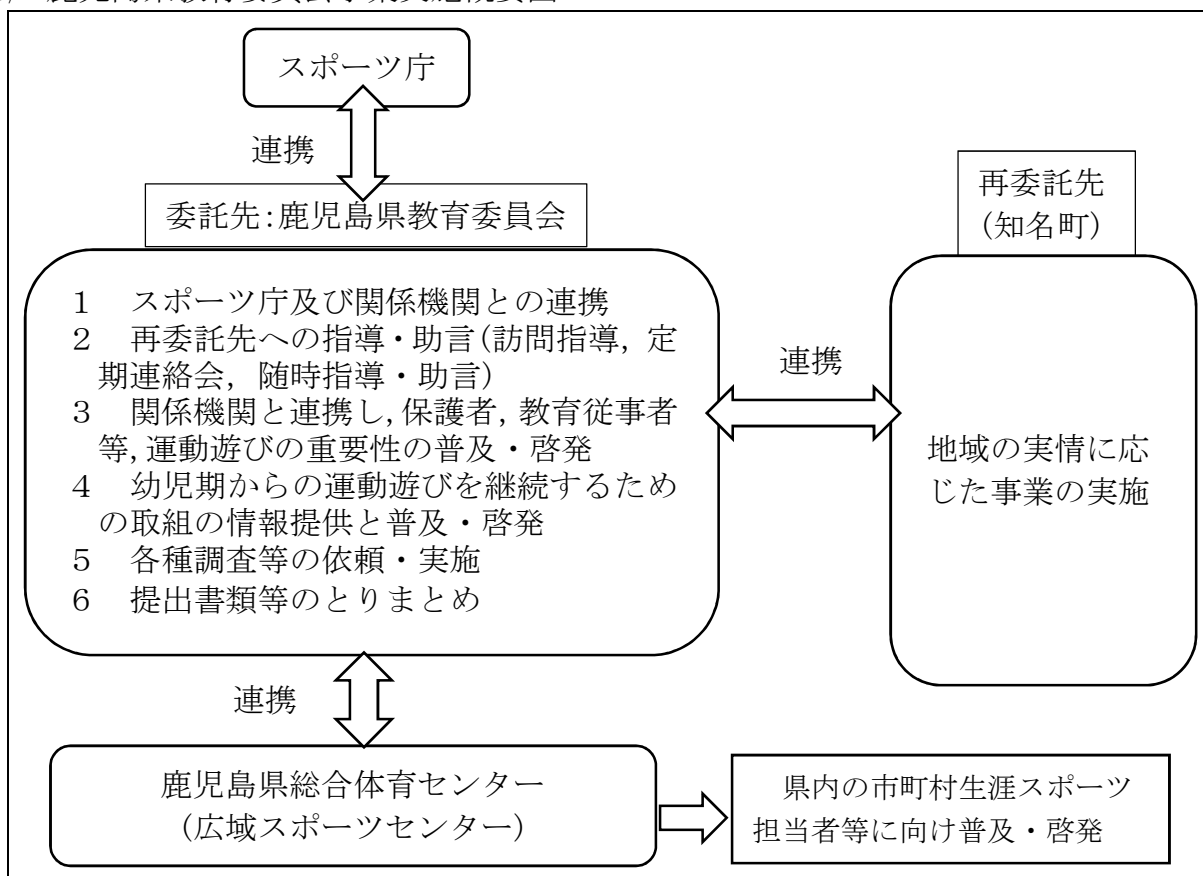 スポーツ庁
連携
委託先:鹿児島県教育委員会
1 スポーツ庁及び関係機関との連携
2 再委託先への指導・助言(訪問指導, 定
期連絡会, 随時指導・助言)
3 関係機関と連携し, 保護者, 教育従事者
等, 運動遊びの重要性の普及・啓発
4 幼児期からの運動遊びを継続するため
の取組の情報提供と普及・啓発
5 各種調査等の依頼・実施
6 提出書類等のとりまとめ
連携
再委託先
(知名町)
地域の実情に応
じた事業の実施
連携
鹿児島県総合体育センター
(広域スポーツセンター)
県内の市町村生涯スポーツ
担当者等に向け普及・啓発